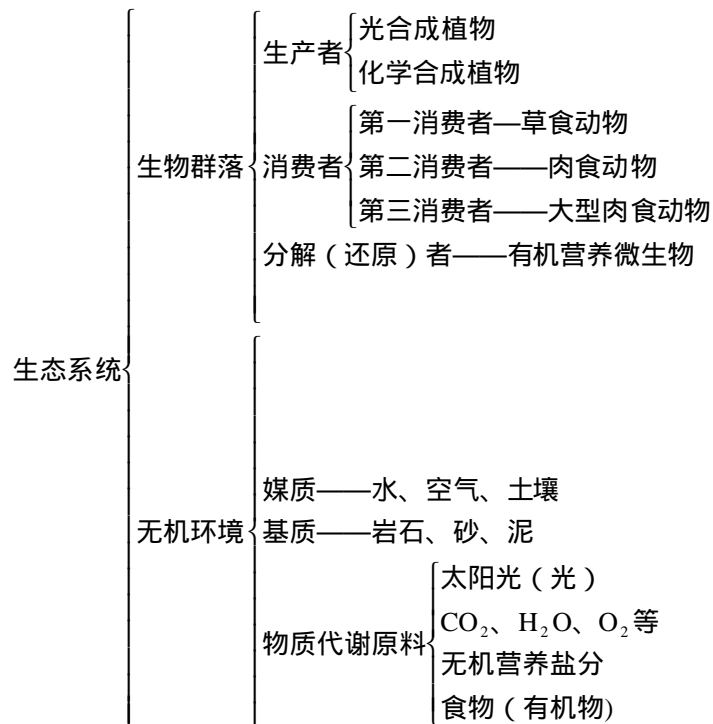 光合成植物
生产者
化学合成植物
第一消费者—草食动物
生物群落 消费者 第二消费者——肉食动物
第三消费者——大型肉食动物
分解（还原）者——有机营养微生物
生态系统
媒质——水、空气、土壤
无机环境 基质——岩石、砂、泥
太阳光（光）
CO₂、H₂O、O₂等
物质代谢原料
无机营养盐分
食物（有机物)